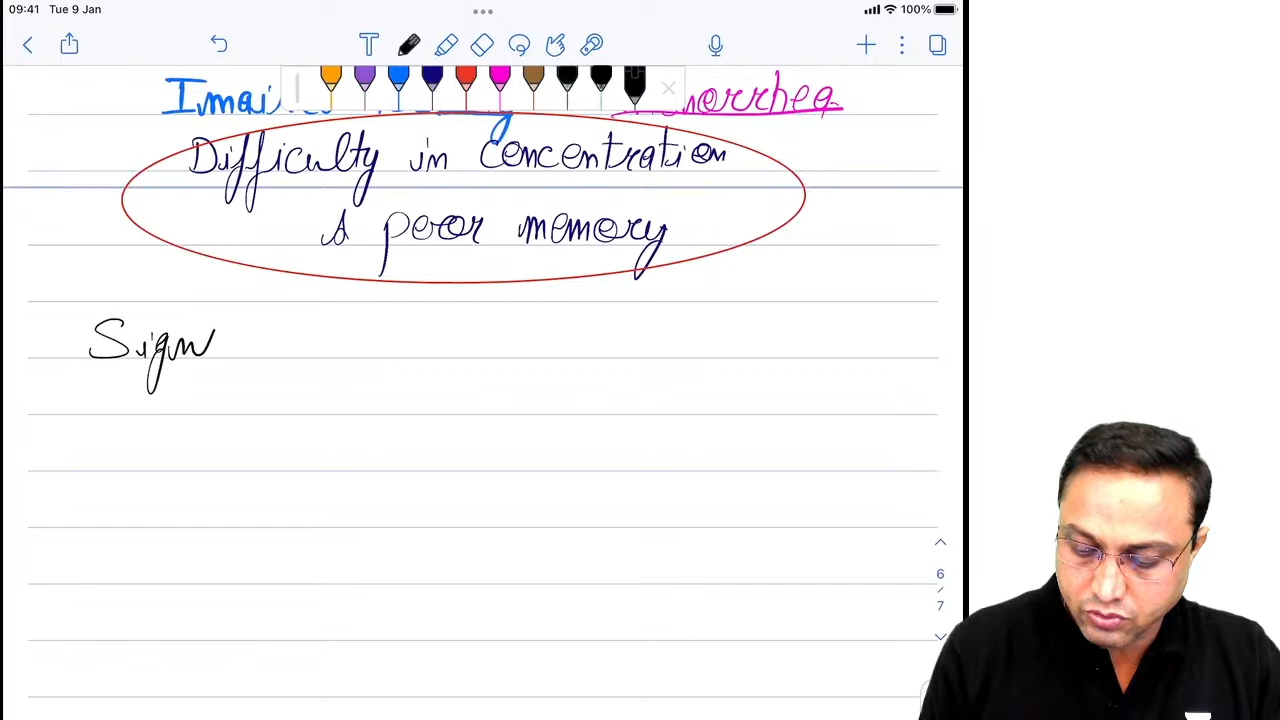 09:41 Tue 9 Jan 100%
T
Difficulty in concentration
& poor memory
Sign
6
7